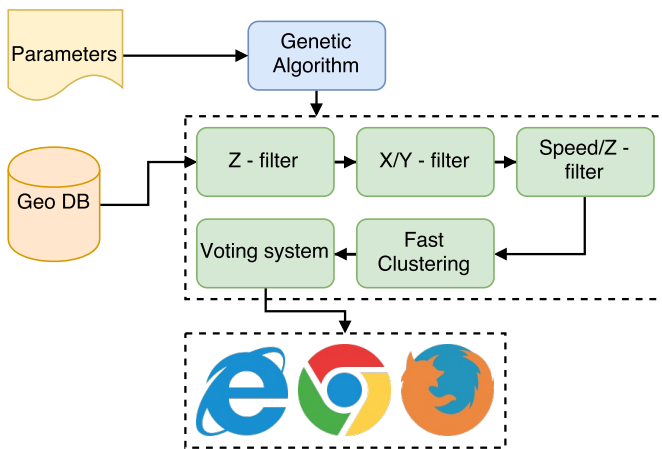 Parameters
Genetic
Algorithm
Geo DB
Z - filter
X/Y - filter
Speed/Z -
filter
Voting system
Fast
Clustering